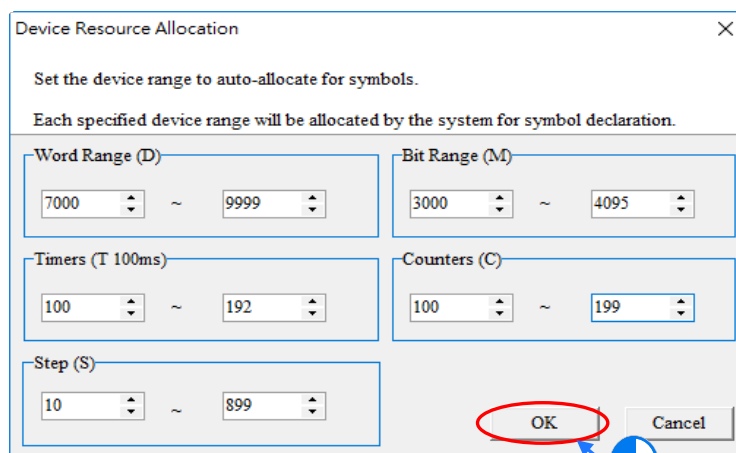 Device Resource Allocation
Set the device range to auto-allocate for symbols.
Each specified device range will be allocated by the system for symbol declaration.
Word Range (D)
7000 ~ 9999
Bit Range (M)
3000 ~ 4095
Timers (T 100ms)
100 ~ 192
Counters (C)
100 ~ 199
Step (S)
10 ~ 899
OK Cancel